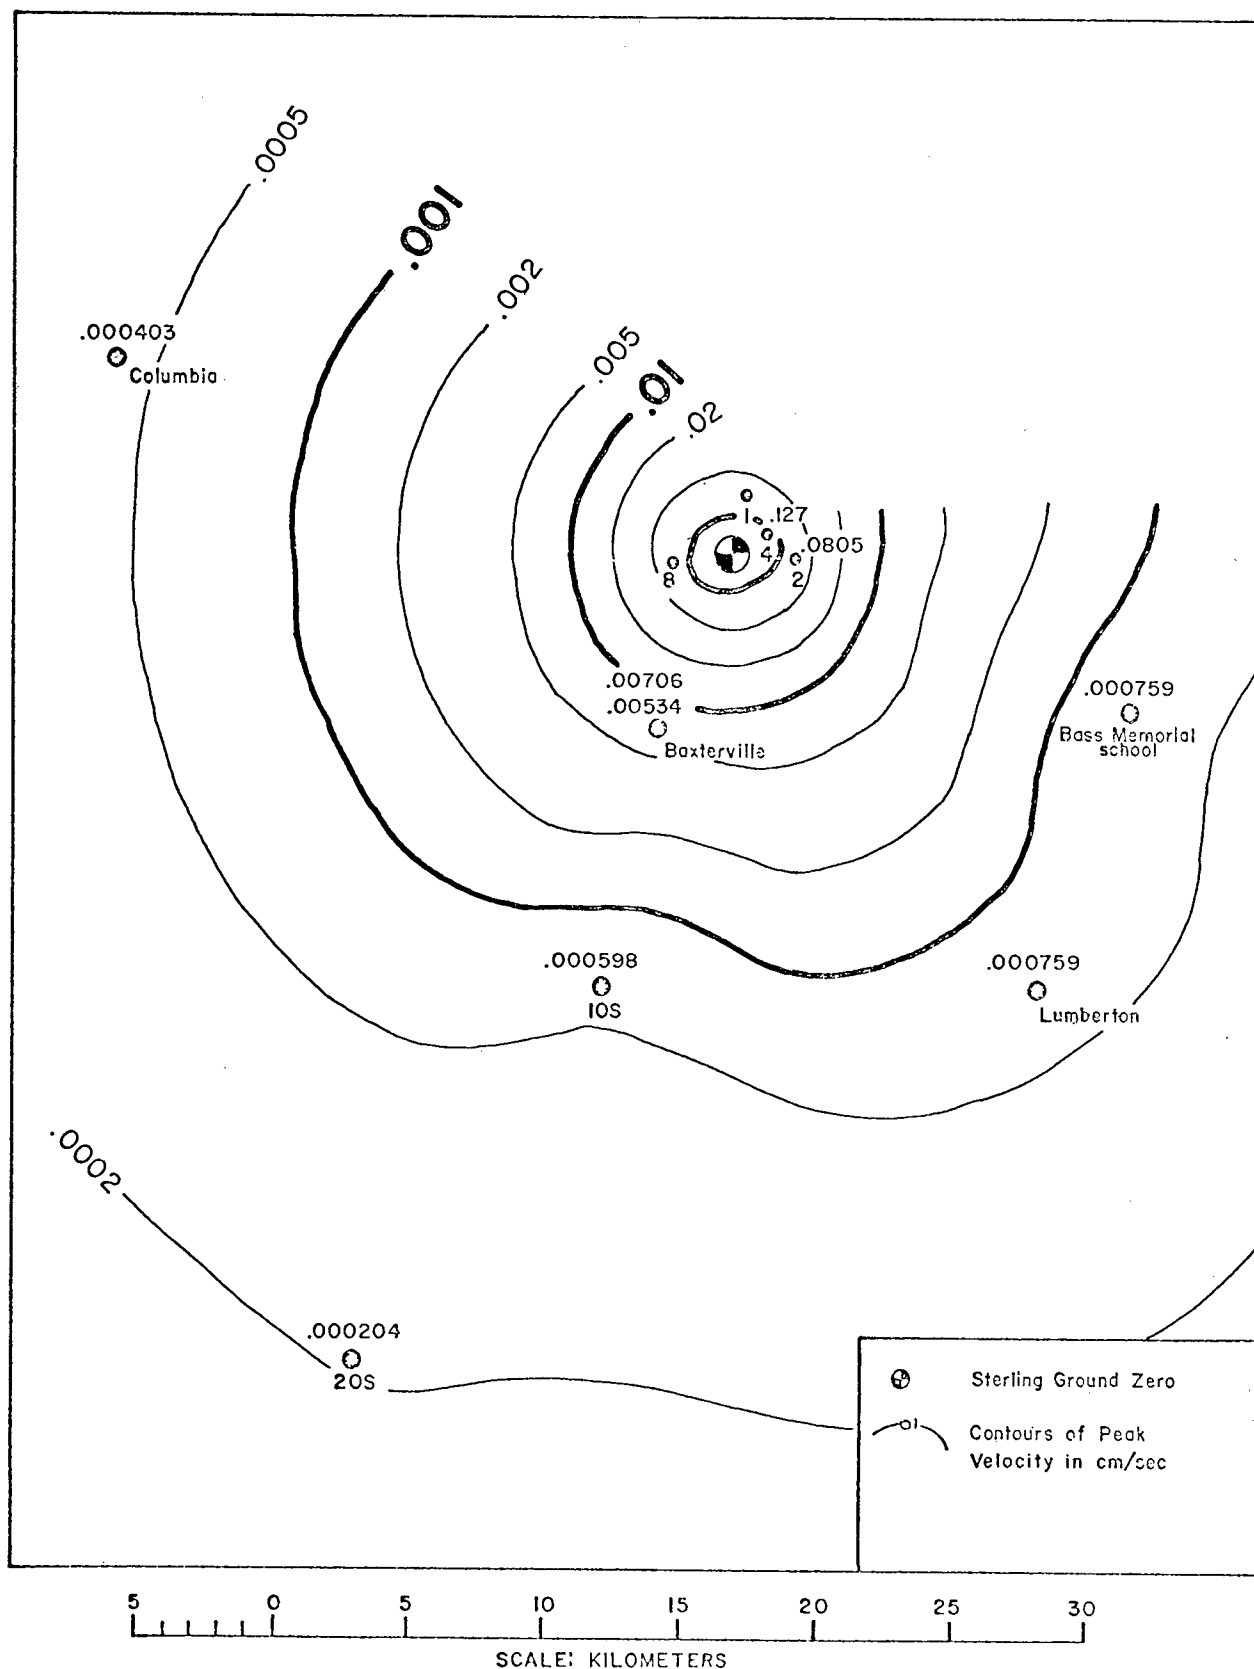 .0005
.001
.002
.000403
Columbia
.005
.01
.02
1
.127
4
.0805
8
2
.00706
.00534
Baxterville
.000759
Bass Memorial
school
.000598
10S
.000759
Lumberton
.0002
.000204
20S
Sterling Ground Zero
.01
Contours of Peak
Velocity in cm/sec
5 0 5 10 15 20 25 30
SCALE: KILOMETERS